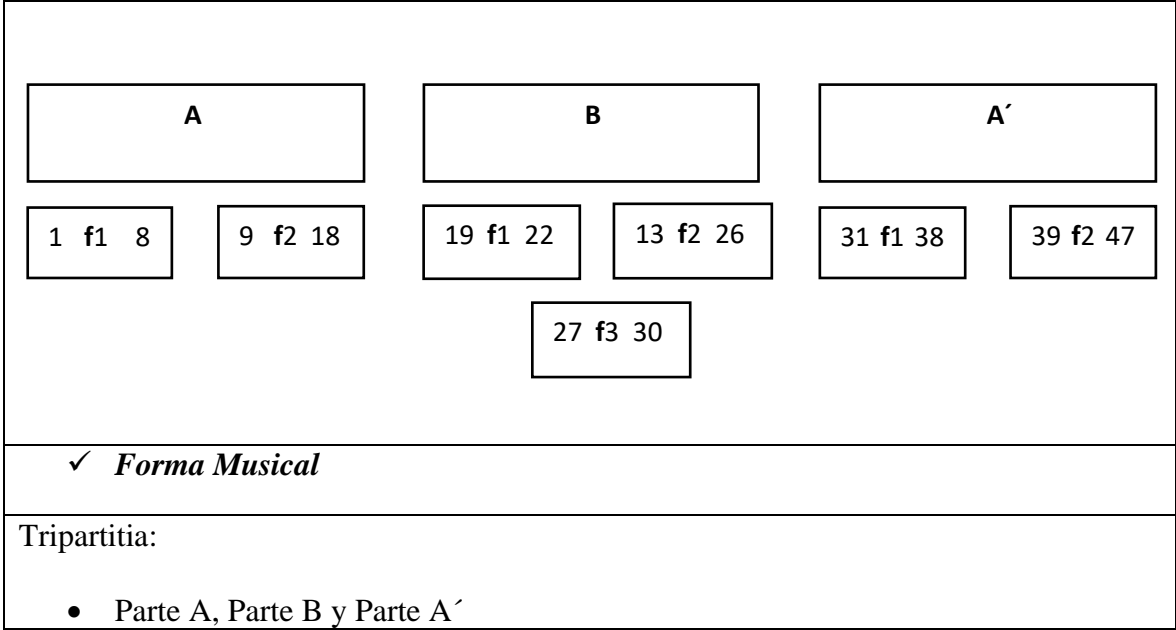 A B A´
1 f1 8 9 f2 18 19 f1 22 13 f2 26 31 f1 38 39 f2 47
27 f3 30
✓ Forma Musical
Tripartitia:
• Parte A, Parte B y Parte A´